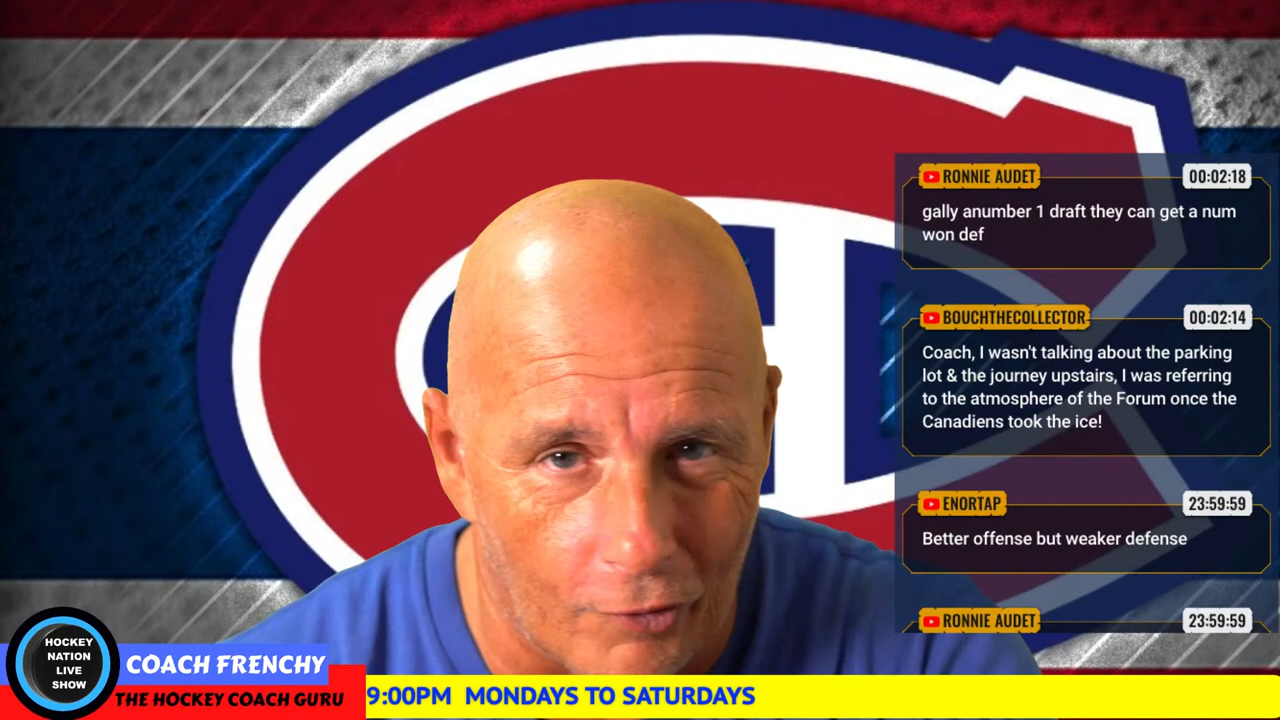 RONNIE AUDET
00:02:18
gally anumber 1 draft they can get a num
won def
BOUCHTHECOLLECTOR
00:02:14
Coach, I wasn't talking about the parking
lot & the journey upstairs, I was referring
to the atmosphere of the Forum once the
Canadiens took the ice!
ENORTAP
23:59:59
Better offense but weaker defense
RONNIE AUDET
23:59:59
HOCKEY
NATION
LIVE
SHOW
COACH FRENCHY
THE HOCKEY COACH GURU
9:00PM MONDAYS TO SATURDAYS